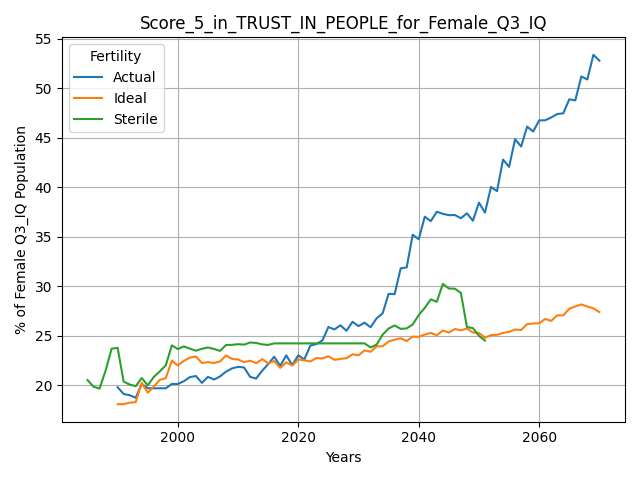 Score_5_in_TRUST_IN_PEOPLE_for_Female_Q3_IQ
% of Female Q3_IQ Population
55
50
45
40
35
30
25
20
Fertility
Actual
Ideal
Sterile
2000 2020 2040 2060
Years